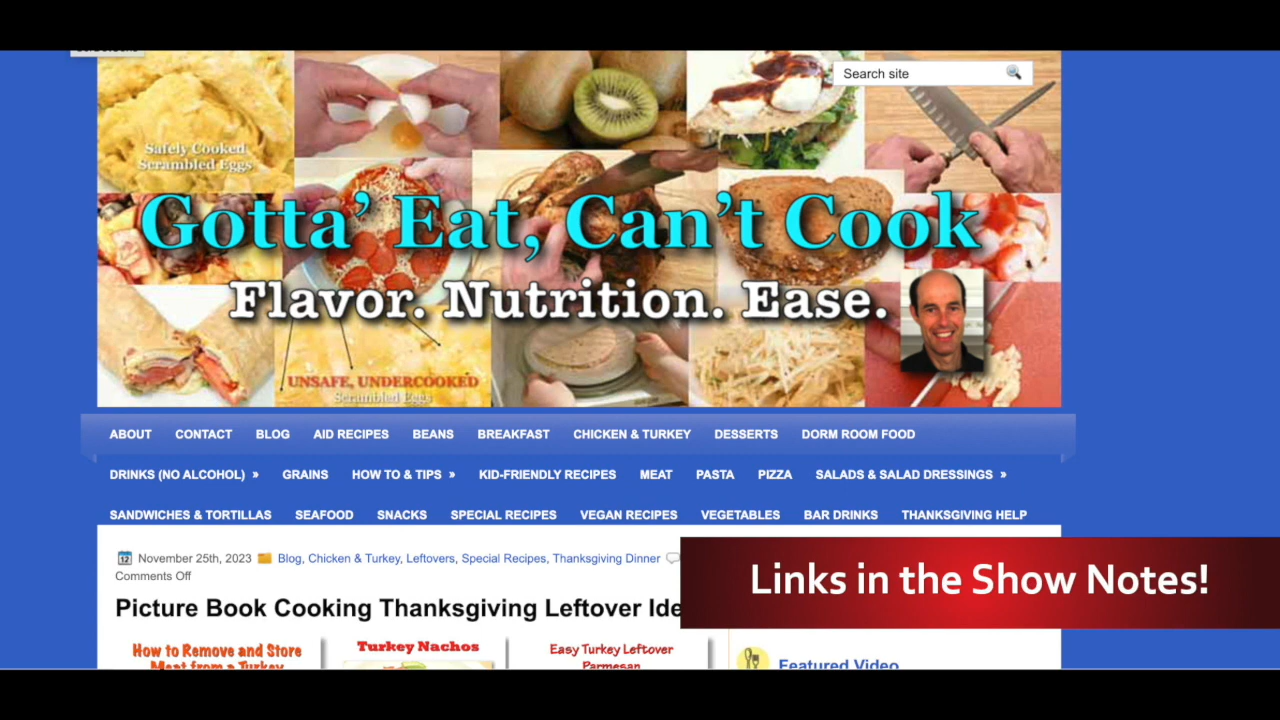 Search site
Safely Cooked
Scrambled Eggs
Gotta' Eat, Can't Cook
Flavor. Nutrition. Ease.
UNSAFE, UNDERCOOKED
Scrambled Eggs
ABOUT CONTACT BLOG AID RECIPES BEANS BREAKFAST CHICKEN & TURKEY DESSERTS DORM ROOM FOOD
DRINKS (NO ALCOHOL) » GRAINS HOW TO & TIPS » KID-FRIENDLY RECIPES MEAT PASTA PIZZA SALADS & SALAD DRESSINGS »
SANDWICHES & TORTILLAS SEAFOOD SNACKS SPECIAL RECIPES VEGAN RECIPES VEGETABLES BAR DRINKS THANKSGIVING HELP
12 November 25th, 2023 Blog, Chicken & Turkey, Leftovers, Special Recipes, Thanksgiving Dinner
Comments Off
Links in the Show Notes!
Picture Book Cooking Thanksgiving Leftover Ide
How to Remove and Store
Meat from a Turkey
Turkey Nachos
Easy Turkey Leftover
Parmesan
Featured Video